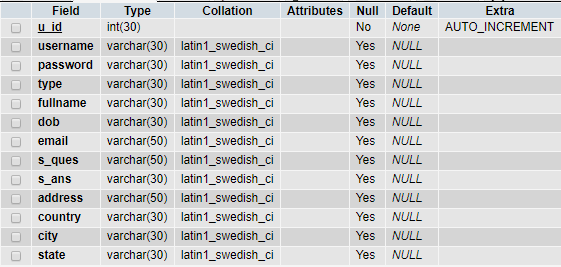 Field Type Collation Attributes Null Default Extra
u_id int(30) No None AUTO_INCREMENT
username varchar(30) latin1_swedish_ci Yes NULL
password varchar(30) latin1_swedish_ci Yes NULL
type varchar(30) latin1_swedish_ci Yes NULL
fullname varchar(30) latin1_swedish_ci Yes NULL
dob varchar(30) latin1_swedish_ci Yes NULL
email varchar(50) latin1_swedish_ci Yes NULL
s_ques varchar(50) latin1_swedish_ci Yes NULL
s_ans varchar(30) latin1_swedish_ci Yes NULL
address varchar(50) latin1_swedish_ci Yes NULL
country varchar(30) latin1_swedish_ci Yes NULL
city varchar(30) latin1_swedish_ci Yes NULL
state varchar(30) latin1_swedish_ci Yes NULL